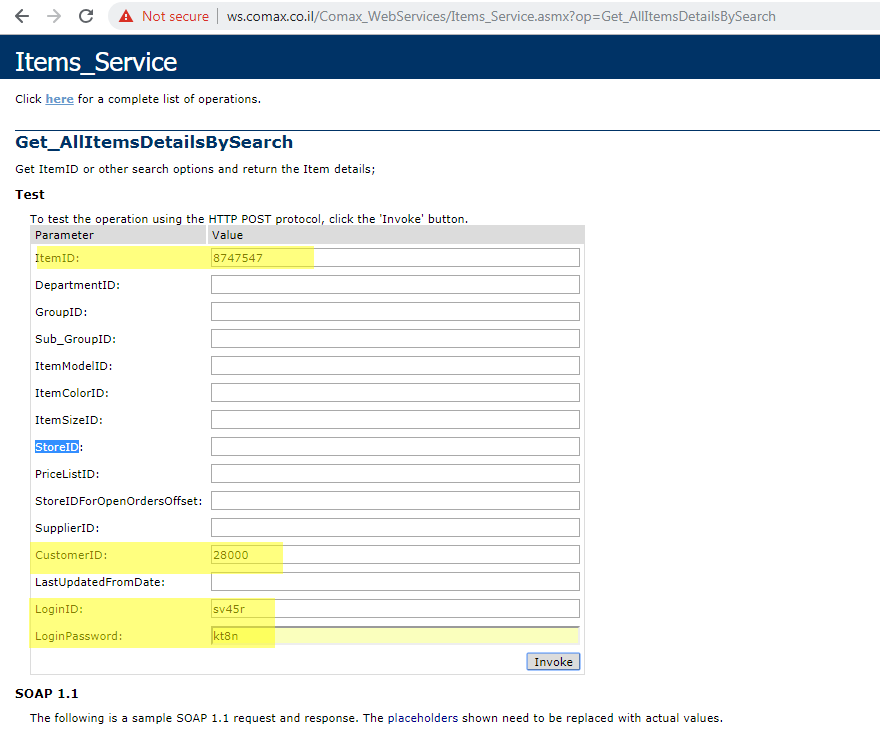 Not secure | ws.comax.co.il/Comax_WebServices/Items_Service.asmx?op=Get_AllItemsDetailsBySearch
Items_Service
Click here for a complete list of operations.
Get_AllItemsDetailsBySearch
Get ItemID or other search options and return the Item details;
Test
To test the operation using the HTTP POST protocol, click the 'Invoke' button.
Parameter Value
ItemID: 8747547
DepartmentID:
GroupID:
Sub_GroupID:
ItemModelID:
ItemColorID:
ItemSizeID:
StoreID:
PriceListID:
StoreIDForOpenOrdersOffset:
SupplierID:
CustomerID: 28000
LastUpdatedFromDate:
LoginID: sv45r
LoginPassword: kt8n
Invoke
SOAP 1.1
The following is a sample SOAP 1.1 request and response. The placeholders shown need to be replaced with actual values.